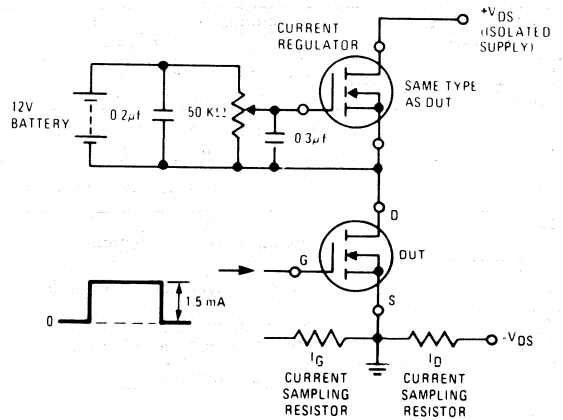 +VDS
(ISOLATED
SUPPLY)
CURRENT
REGULATOR
SAME TYPE
AS DUT
12V
BATTERY
0.2µf
50 KΩ
0.3µf
D
G
DUT
S
1.5 mA
0
-VDS
IG
CURRENT
SAMPLING
RESISTOR
ID
CURRENT
SAMPLING
RESISTOR